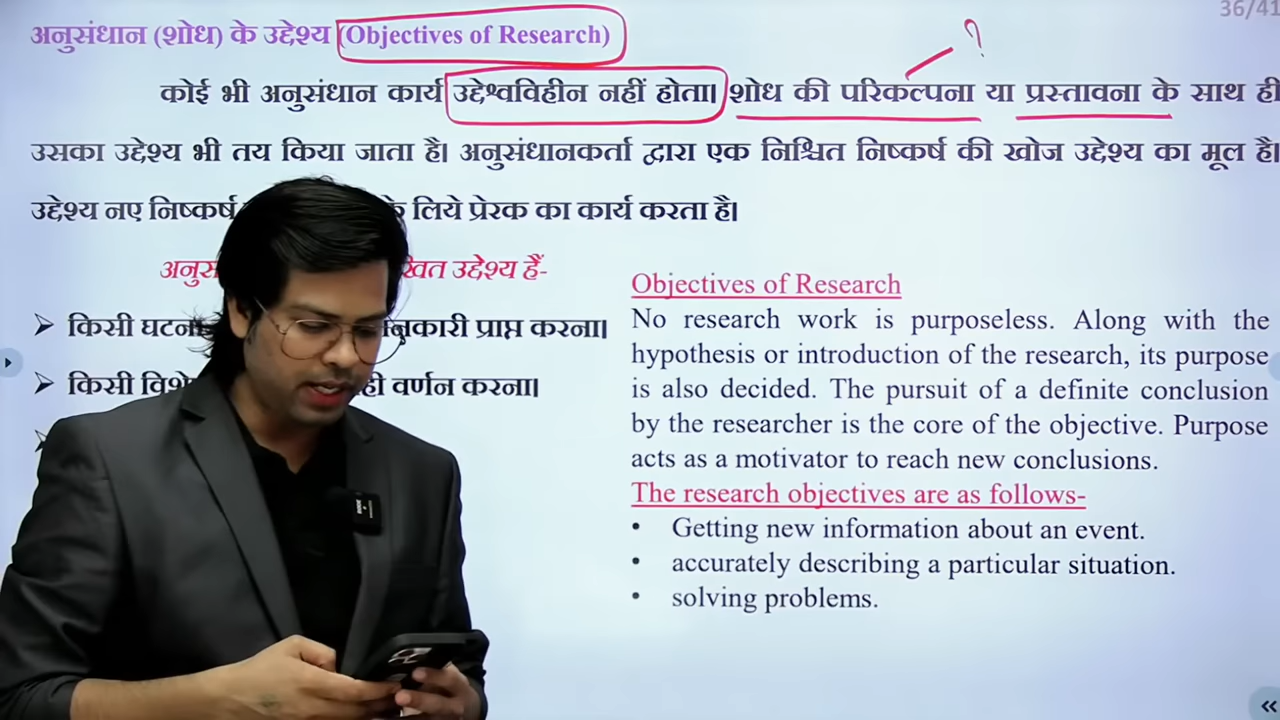 36/41
अनुसंधान (शोध) के उद्देश्य (Objectives of Research)
?
कोई भी अनुसंधान कार्य उद्देश्वविहीन नहीं होता। शोध की परिकल्पना या प्रस्तावना के साथ ही
उसका उद्देश्य भी तय किया जाता है। अनुसंधानकर्ता द्वारा एक निश्चित निष्कर्ष की खोज उद्देश्य का मूल है।
उद्देश्य नए निष्कर्ष के लिये प्रेरक का कार्य करता है।
उद्देश्य हैं-
➢ किसी प्राप्त करना।
➢ किसी वर्णन करना।
Objectives of Research
No research work is purposeless. Along with the
hypothesis or introduction of the research, its purpose
is also decided. The pursuit of a definite conclusion
by the researcher is the core of the objective. Purpose
acts as a motivator to reach new conclusions.
The research objectives are as follows-
• Getting new information about an event.
• accurately describing a particular situation.
• solving problems.